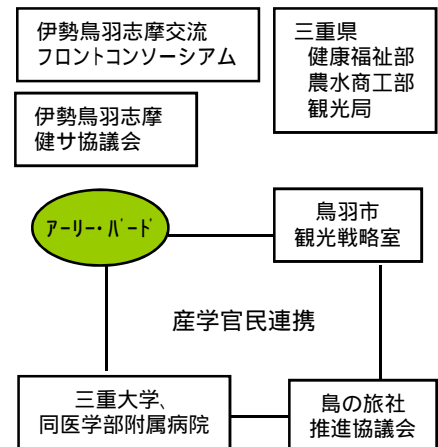 伊勢鳥羽志摩交流
フロントコンソーシアム
三重県
健康福祉部
農水商工部
観光局
伊勢鳥羽志摩
健サ協議会
ｱｰﾘｰ･ﾊﾞｰﾄﾞ
鳥羽市
観光戦略室
産学官民連携
三重大学、
同医学部附属病院
島の旅社
推進協議会